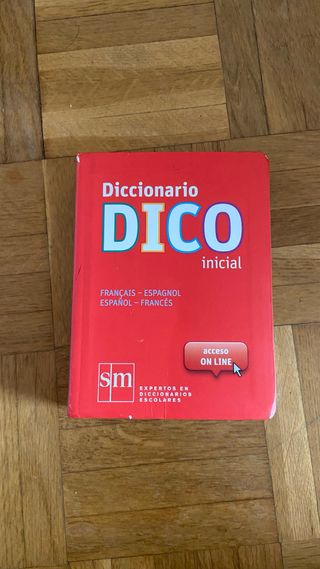 Diccionario
DICO
inicial
FRANÇAIS – ESPAGNOL
ESPAÑOL – FRANCÉS
acceso
ON LINE
sm
EXPERTOS EN
DICCIONARIOS
ESCOLARES